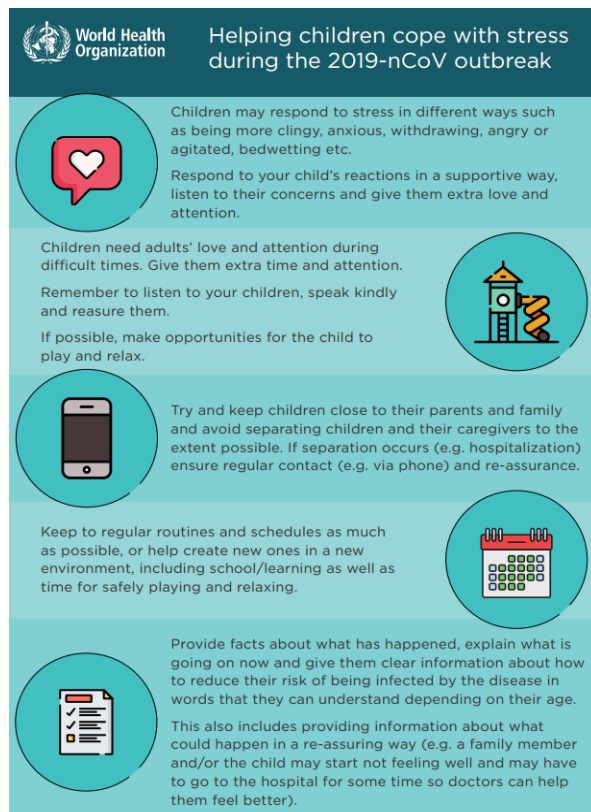 World Health
Organization
Helping children cope with stress
during the 2019-nCoV outbreak
Children may respond to stress in different ways such
as being more clingy, anxious, withdrawing, angry or
agitated, bedwetting etc.
Respond to your child's reactions in a supportive way,
listen to their concerns and give them extra love and
attention.
Children need adults' love and attention during
difficult times. Give them extra time and attention.
Remember to listen to your children, speak kindly
and reasure them.
If possible, make opportunities for the child to
play and relax.
Try and keep children close to their parents and family
and avoid separating children and their caregivers to the
extent possible. If separation occurs (e.g. hospitalization)
ensure regular contact (e.g. via phone) and re-assurance.
Keep to regular routines and schedules as much
as possible, or help create new ones in a new
environment, including school/learning as well as
time for safely playing and relaxing.
Provide facts about what has happened, explain what is
going on now and give them clear information about how
to reduce their risk of being infected by the disease in
words that they can understand depending on their age.
This also includes providing information about what
could happen in a re-assuring way (e.g. a family member
and/or the child may start not feeling well and may have
to go to the hospital for some time so doctors can help
them feel better).